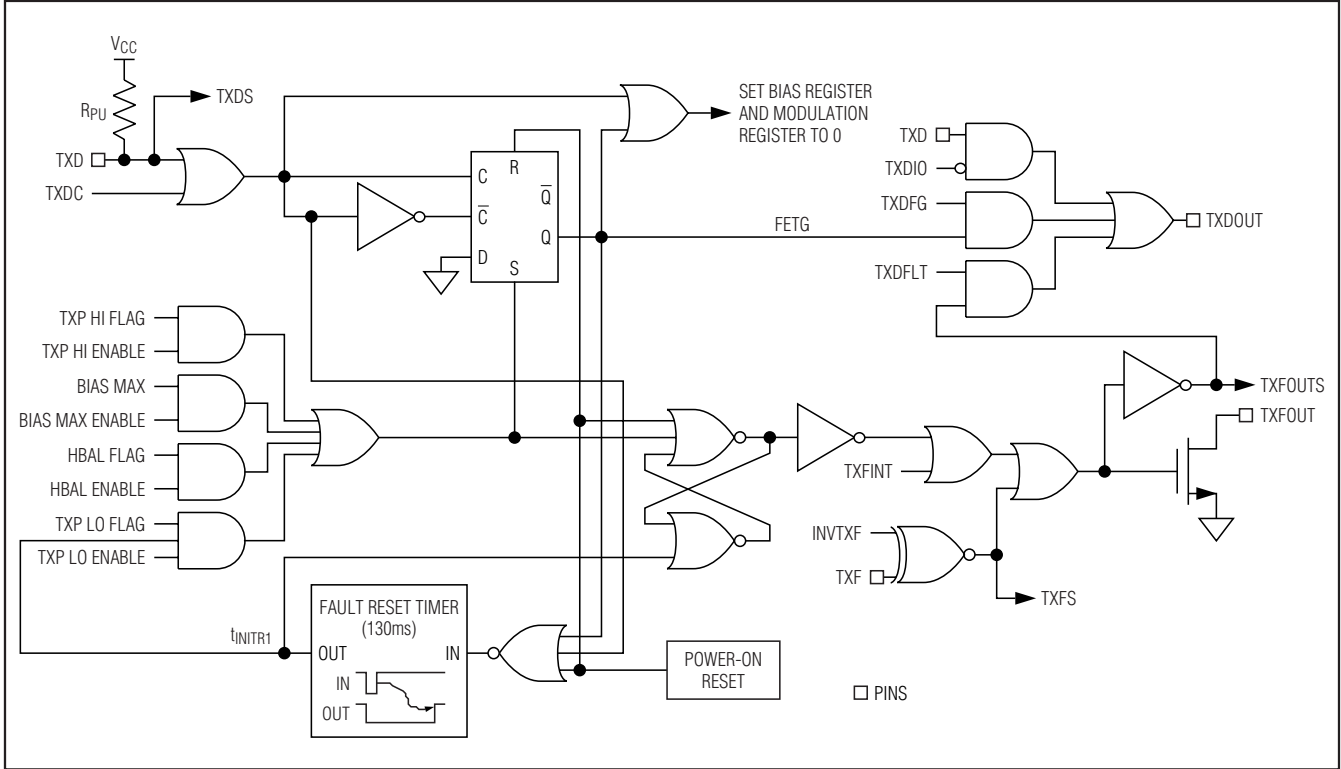 VCC
RPU
TXDS
TXD
TXDC
SET BIAS REGISTER
AND MODULATION
REGISTER TO 0
R
C
C
D
S
Q
Q
FETG
TXD
TXDIO
TXDFG
TXDFLT
TXDOUT
TXP HI FLAG
TXP HI ENABLE
BIAS MAX
BIAS MAX ENABLE
HBAL FLAG
HBAL ENABLE
TXP LO FLAG
TXP LO ENABLE
TXFINT
INVTXF
TXF
TXFS
TXFOUTS
TXFOUT
tINITR1
FAULT RESET TIMER
(130ms)
OUT
IN
IN
OUT
POWER-ON
RESET
PINS